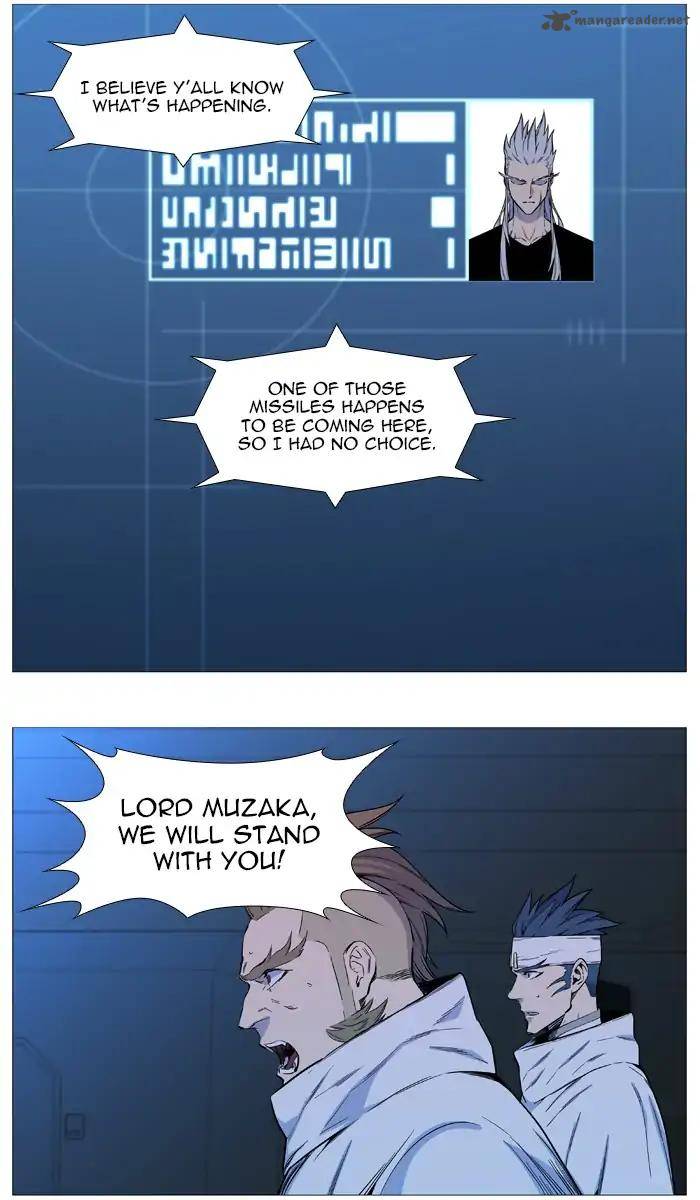 mangareader.net
I BELIEVE Y'ALL KNOW
WHAT'S HAPPENING.
ONE OF THOSE
MISSILES HAPPENS
TO BE COMING HERE,
SO I HAD NO CHOICE.
LORD MUZAKA,
WE WILL STAND
WITH YOU!